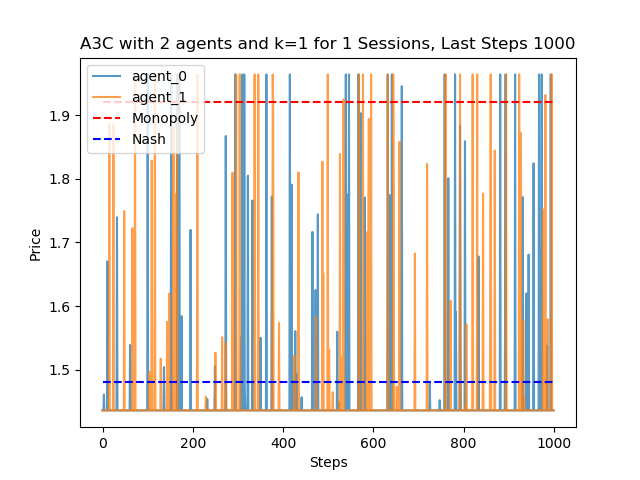 A3C with 2 agents and k=1 for 1 Sessions, Last Steps 1000
agent_0
agent_1
Monopoly
Nash
Price
1.9
1.8
1.7
1.6
1.5
0 200 400 600 800 1000
Steps